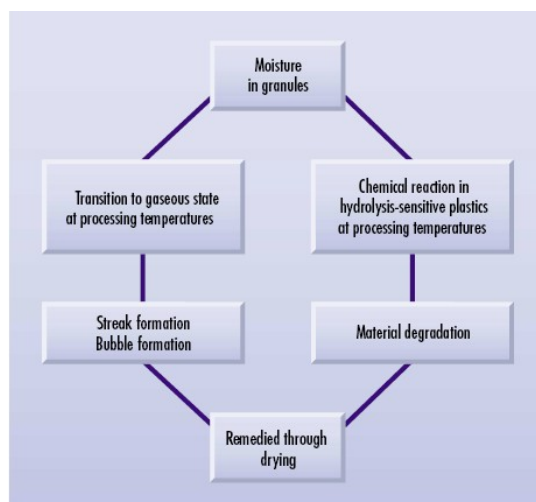 Moisture
in granules
Transition to gaseous state
at processing temperatures
Chemical reaction in
hydrolysis-sensitive plastics
at processing temperatures
Streak formation
Bubble formation
Material degradation
Remedied through
drying